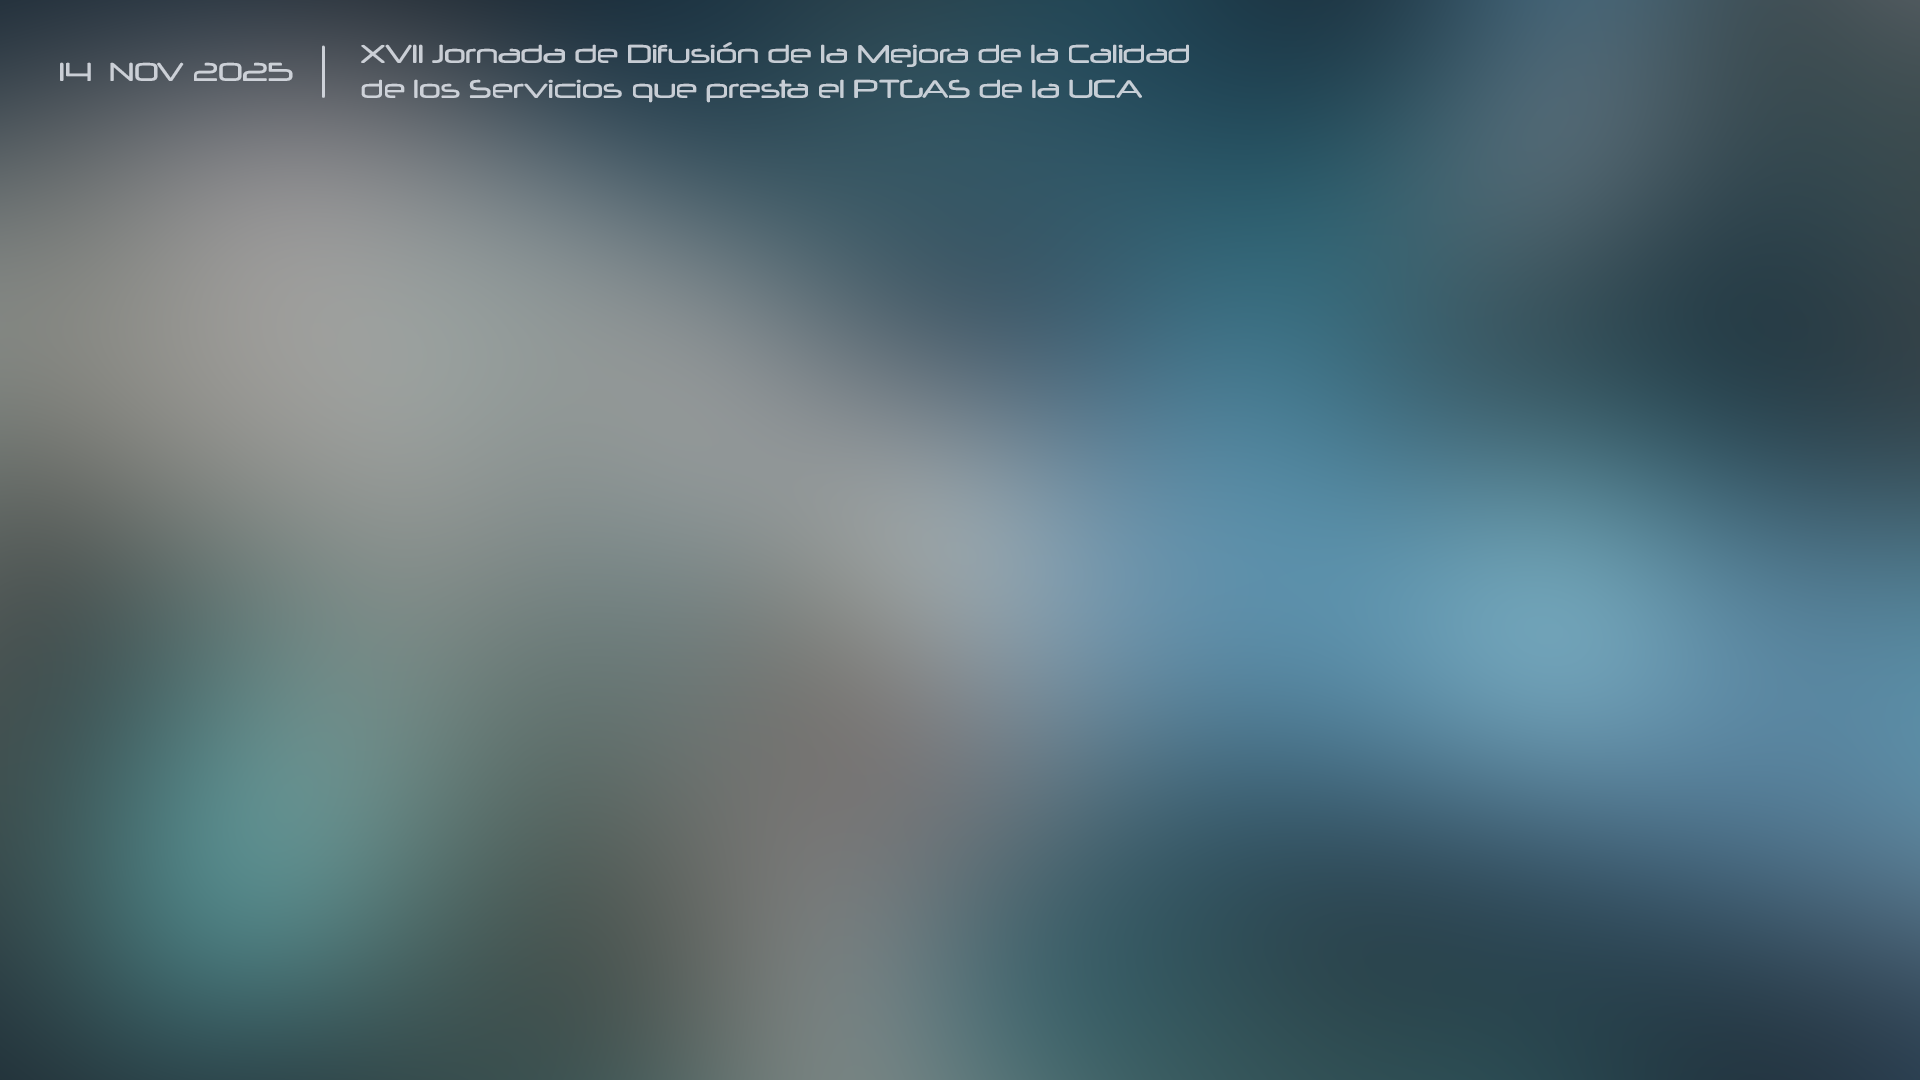 14 NOV 2025
XVII Jornada de Difusión de la Mejora de la Calidad
de los Servicios que presta el PTGAS de la UCA